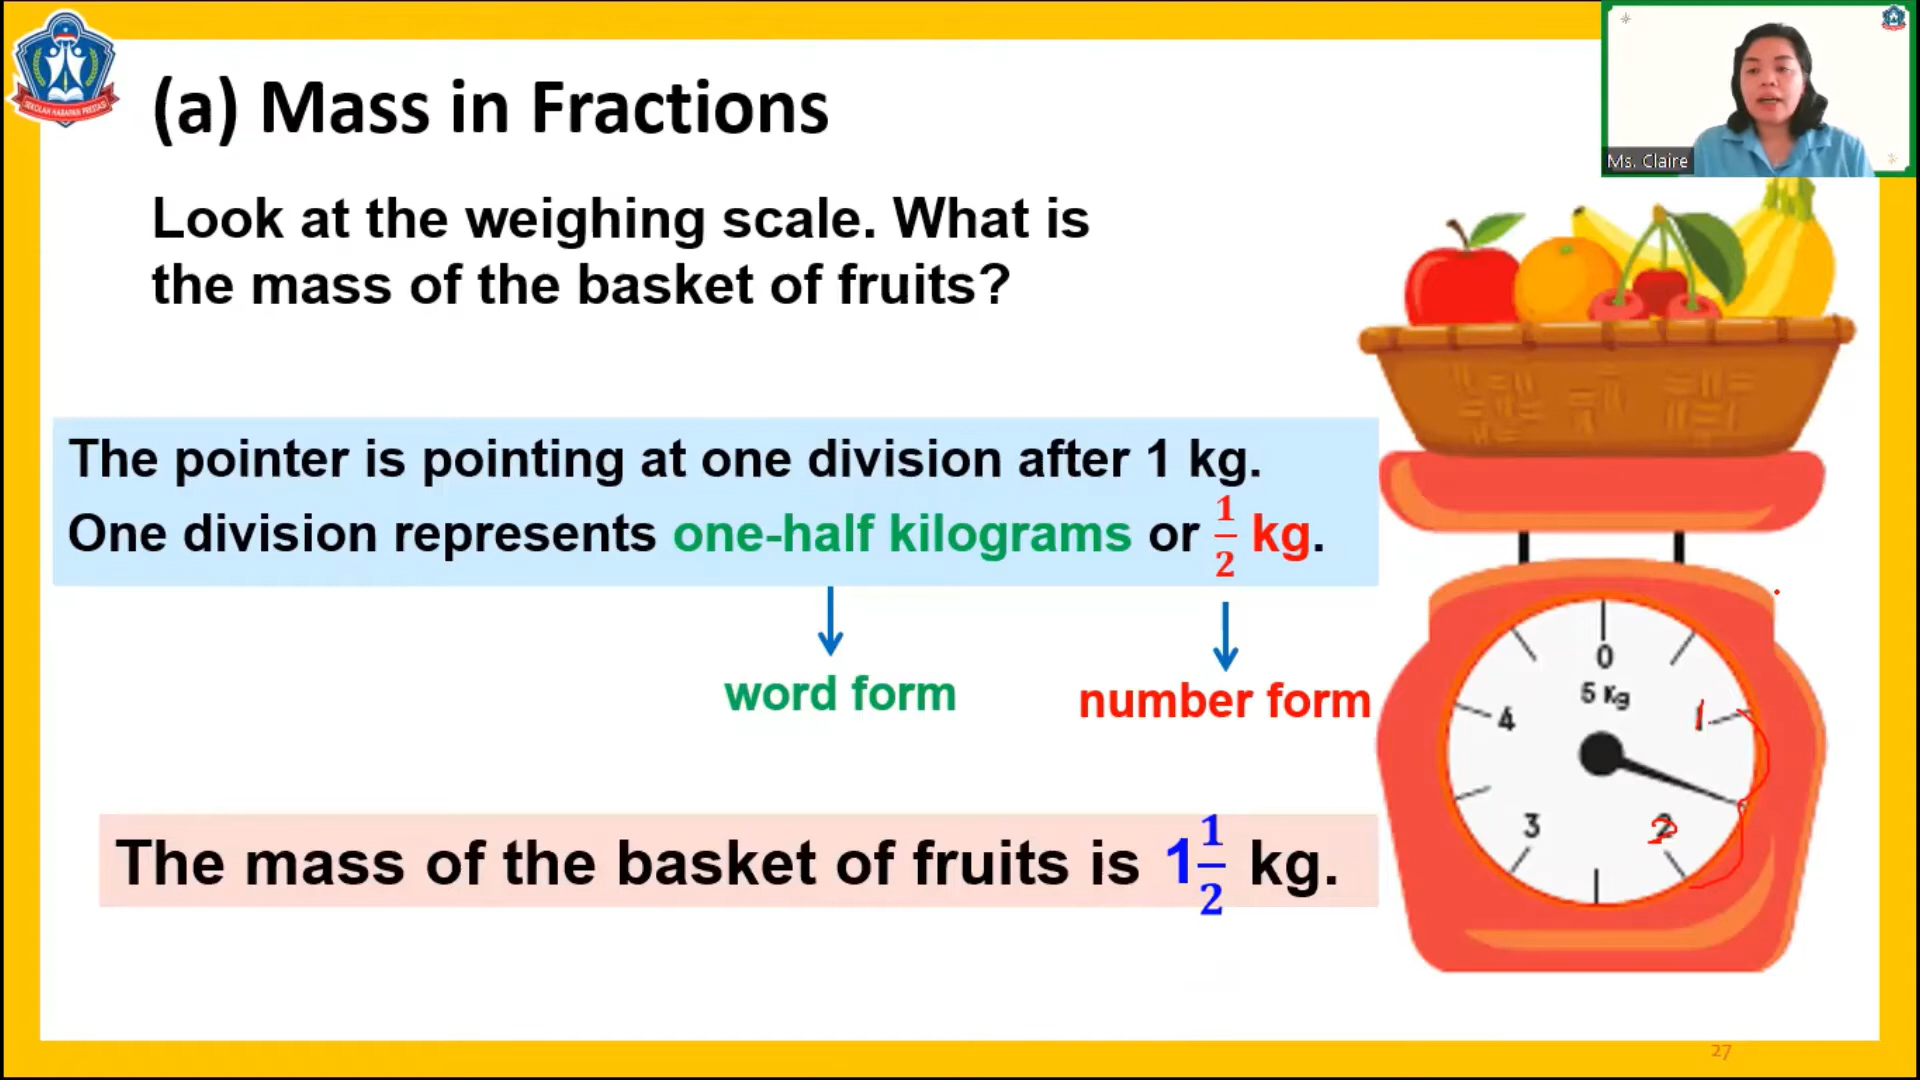 SEKOLAH HARAPAN PRESTASI
(a) Mass in Fractions
Ms. Claire
Look at the weighing scale. What is
the mass of the basket of fruits?
The pointer is pointing at one division after 1 kg.
One division represents one-half kilograms or 1/2 kg.
word form
number form
The mass of the basket of fruits is 1 1/2 kg.
0
5 Kg
1
2
3
4
27